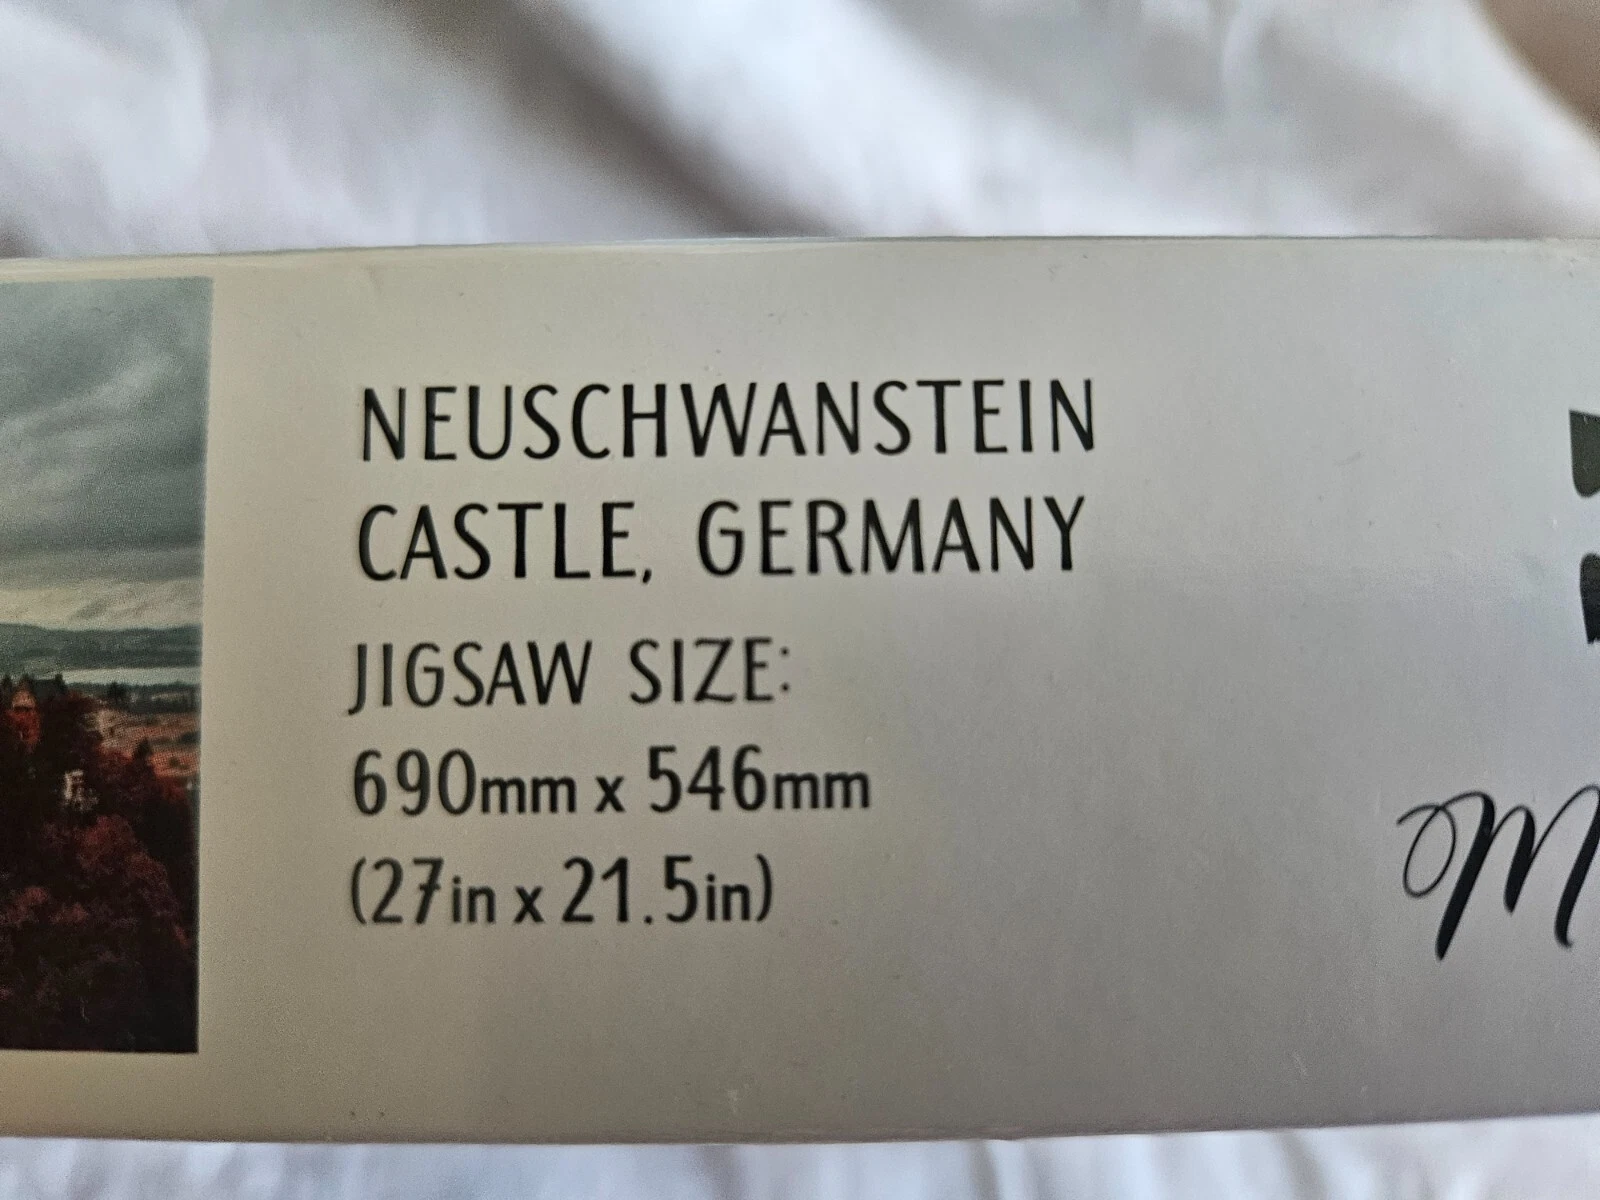 NEUSCHWANSTEIN
CASTLE, GERMANY
JIGSAW SIZE:
690mm x 546mm
(27in x 21.5in)